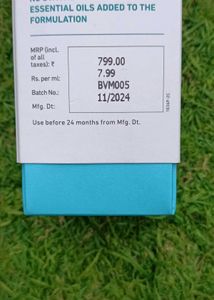 ESSENTIAL OILS ADDED TO THE
FORMULATION
MRP (incl.
of all
taxes): ₹ 799.00
Rs. per ml: 7.99
Batch No.: BVM005
Mfg. Dt.: 11/2024
Use before 24 months from Mfg. Dt.